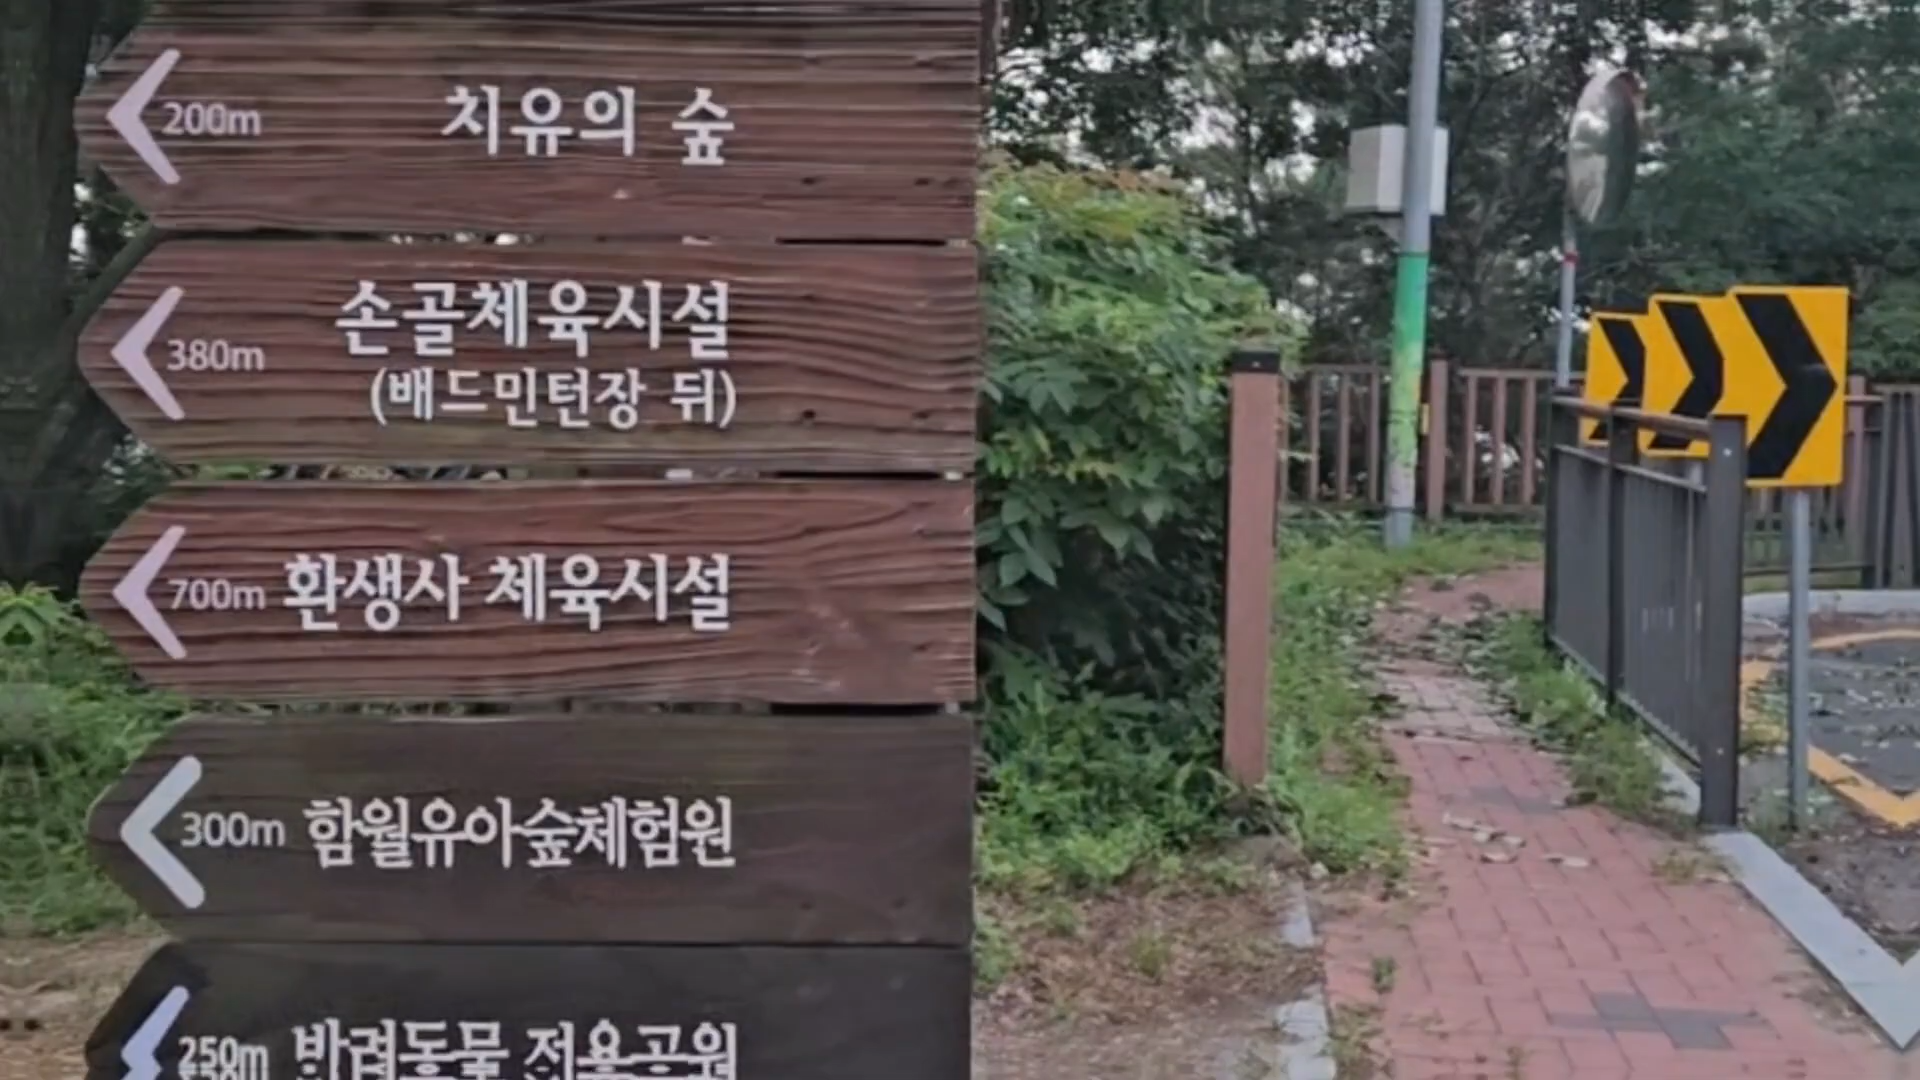 200m 치유의 숲
380m 손골체육시설
(배드민턴장 뒤)
700m 환생사 체육시설
300m 함월유아숲체험원
250m 반려동물 전용공원